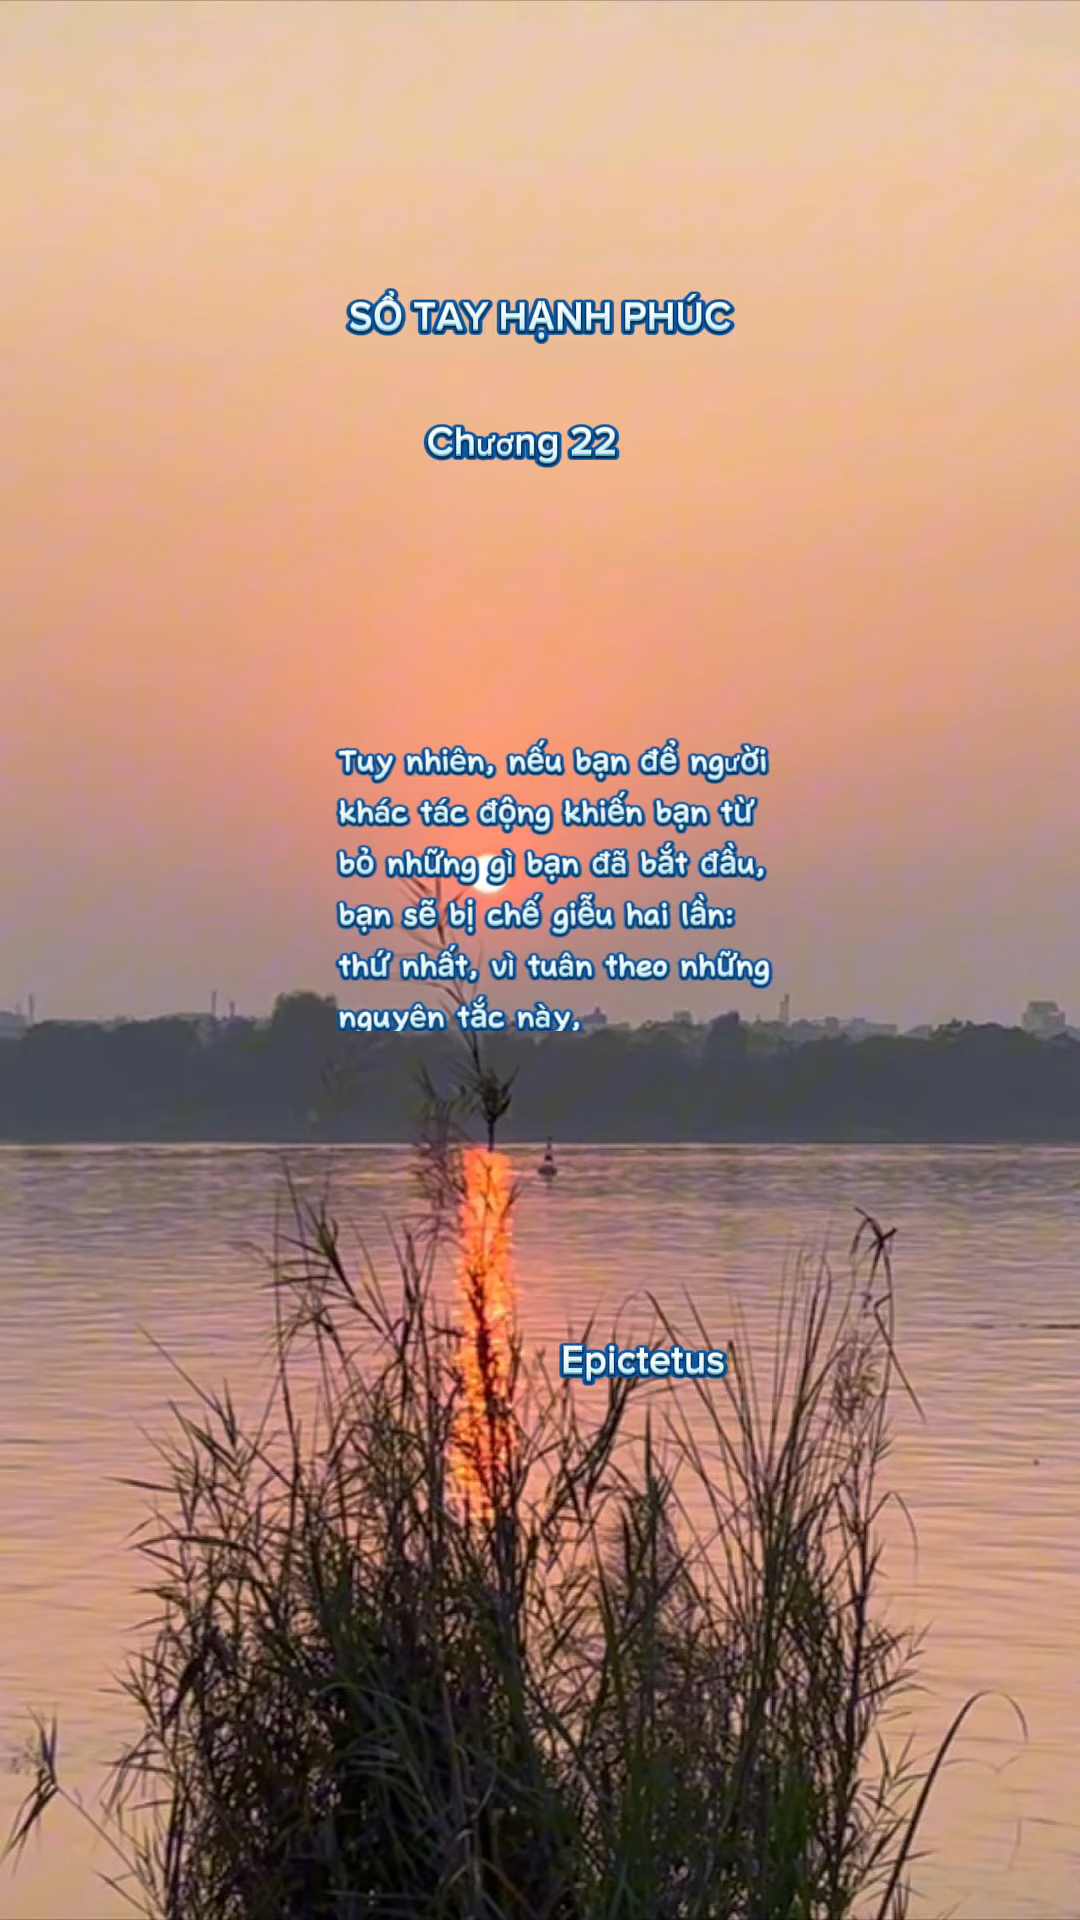 SỔ TAY HẠNH PHÚC
Chương 22
Tuy nhiên, nếu bạn để người
khác tác động khiến bạn từ
bỏ những gì bạn đã bắt đầu,
bạn sẽ bị chế giễu hai lần:
thứ nhất, vì tuân theo những
nguyên tắc này,
Epictetus